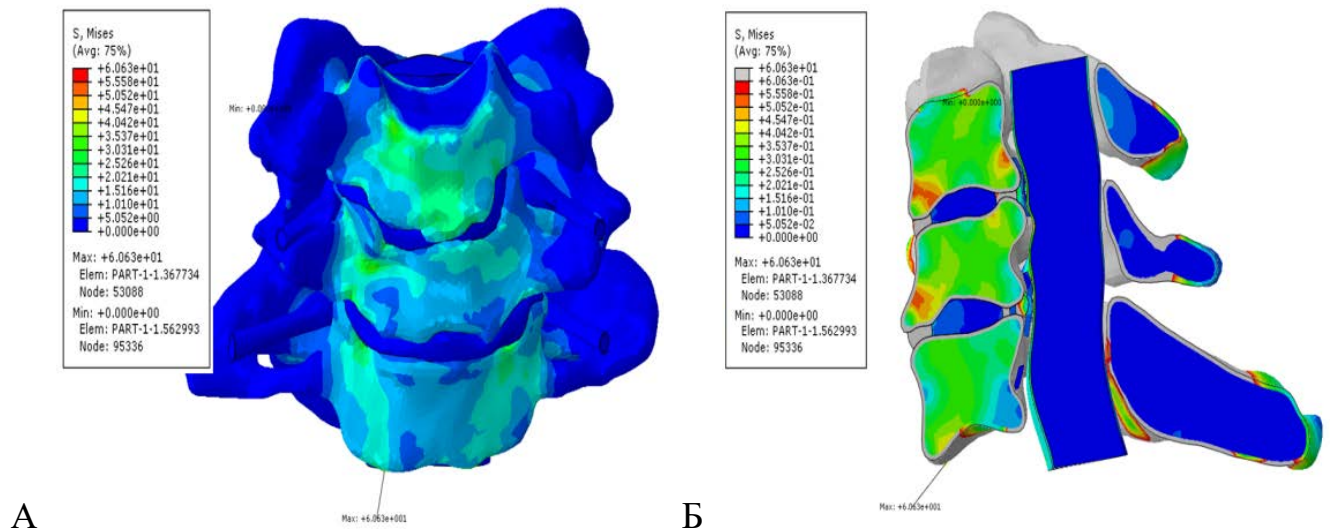 S, Mises
(Avg: 75%)
+6.063e+01
+5.558e+01
+5.052e+01
+4.547e+01
+4.042e+01
+3.537e+01
+3.031e+01
+2.526e+01
+2.021e+01
+1.516e+01
+1.010e+01
+5.052e+00
+0.000e+00
Max: +6.063e+01
Elem: PART-1-1.367734
Node: 53088
Min: +0.000e+00
Elem: PART-1-1.562993
Node: 95336
Min: +0.00
Max: +6.063e+001
А
S, Mises
(Avg: 75%)
+6.063e+01
+6.063e-01
+5.558e-01
+5.052e-01
+4.547e-01
+4.042e-01
+3.537e-01
+3.031e-01
+2.526e-01
+2.021e-01
+1.516e-01
+1.010e-01
+5.052e-02
+0.000e+00
Max: +6.063e+01
Elem: PART-1-1.367734
Node: 53088
Min: +0.000e+00
Elem: PART-1-1.562993
Node: 95336
Min: +0.000e+000
Max: +6.063e+001
Б